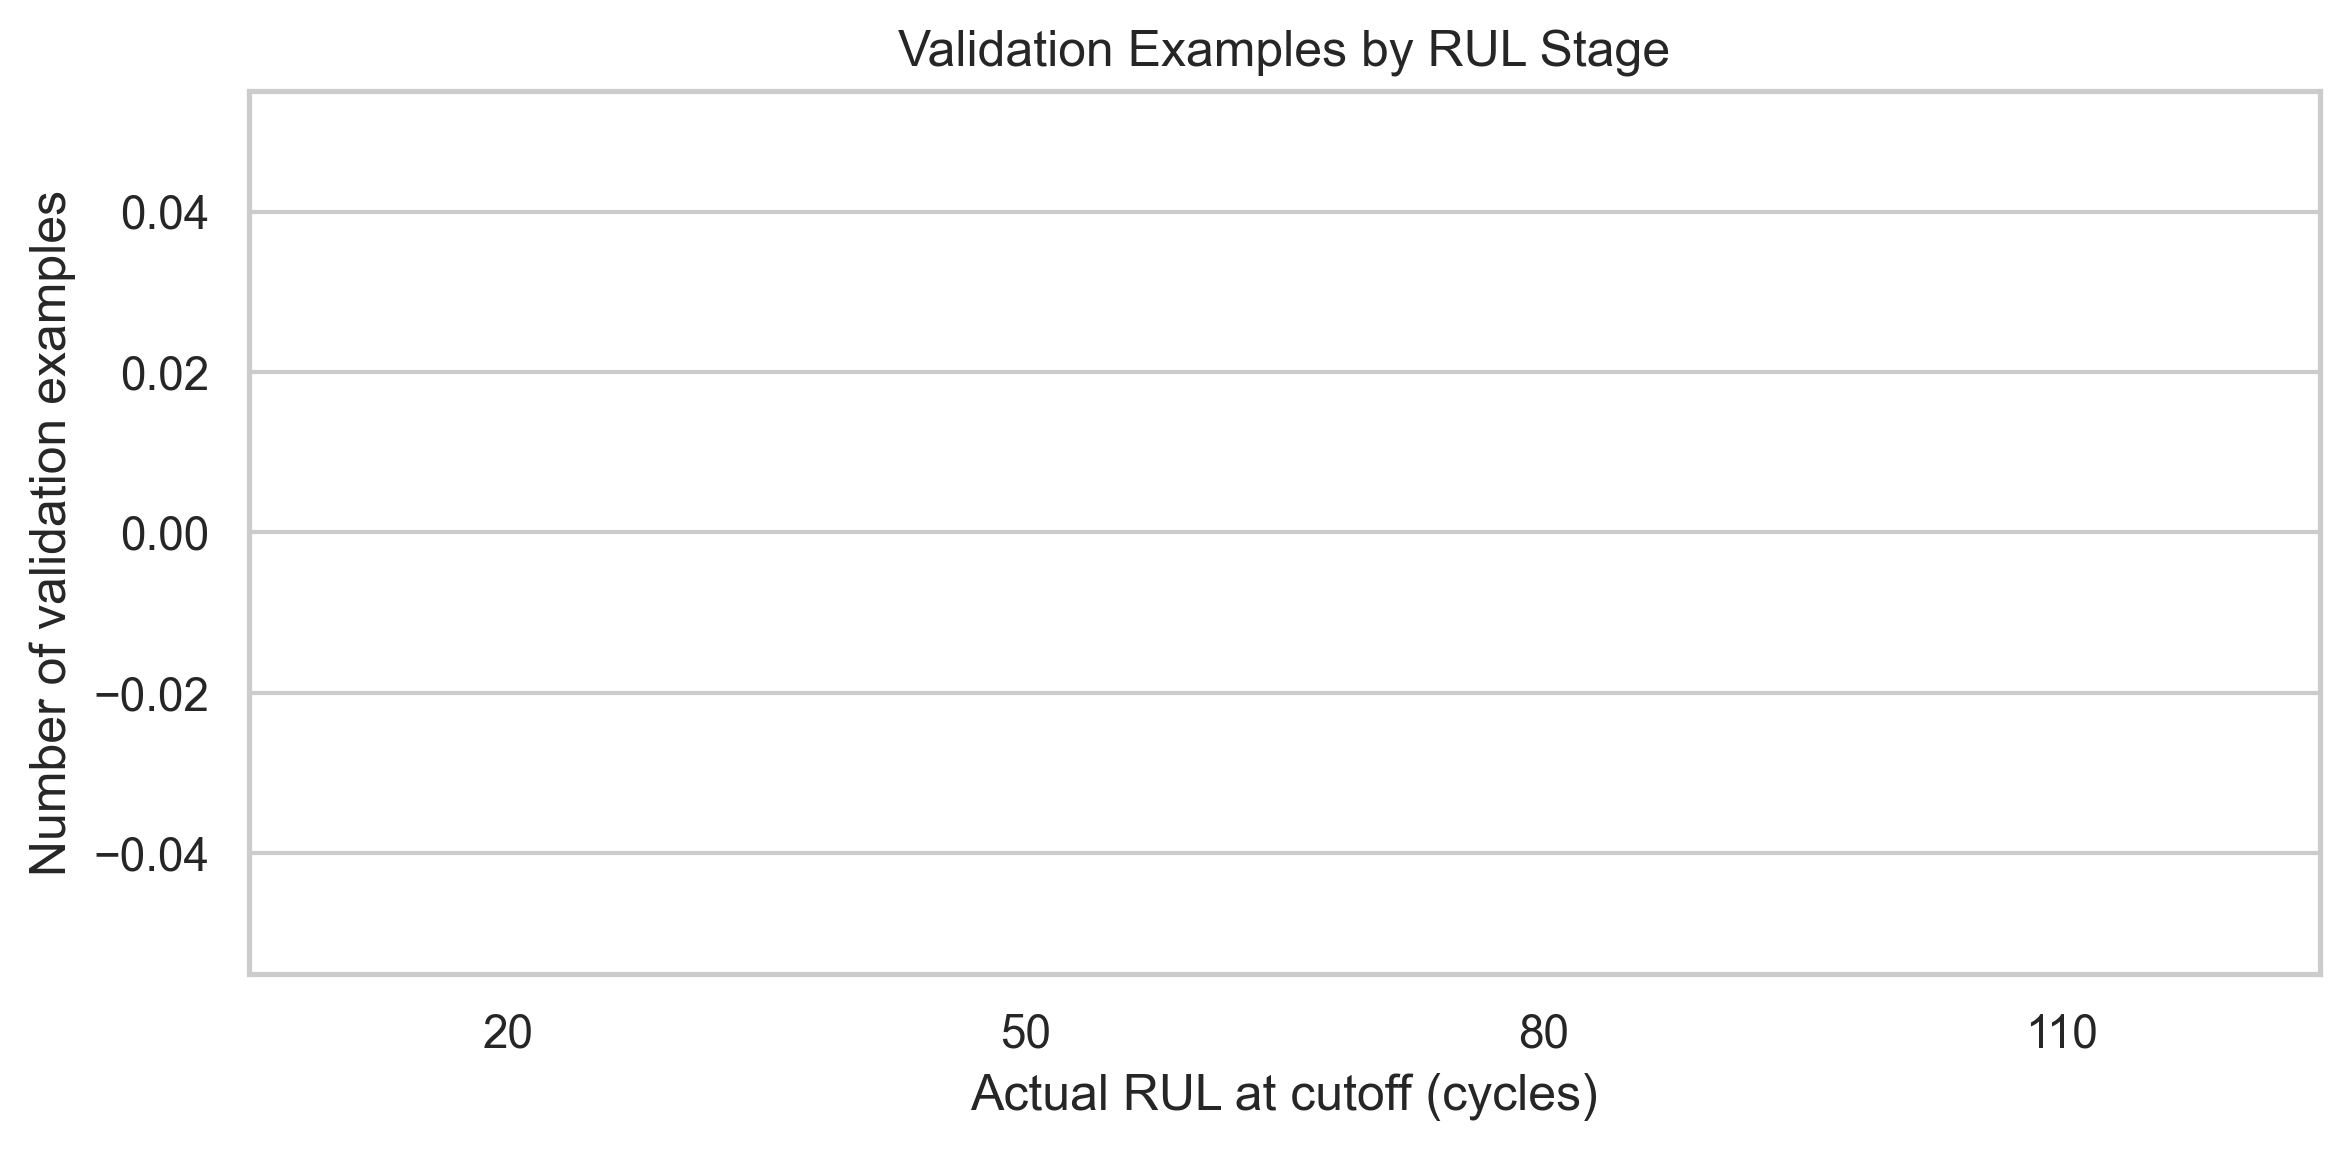 Validation Examples by RUL Stage
Number of validation examples
0.04
0.02
0.00
−0.02
−0.04
20 50 80 110
Actual RUL at cutoff (cycles)